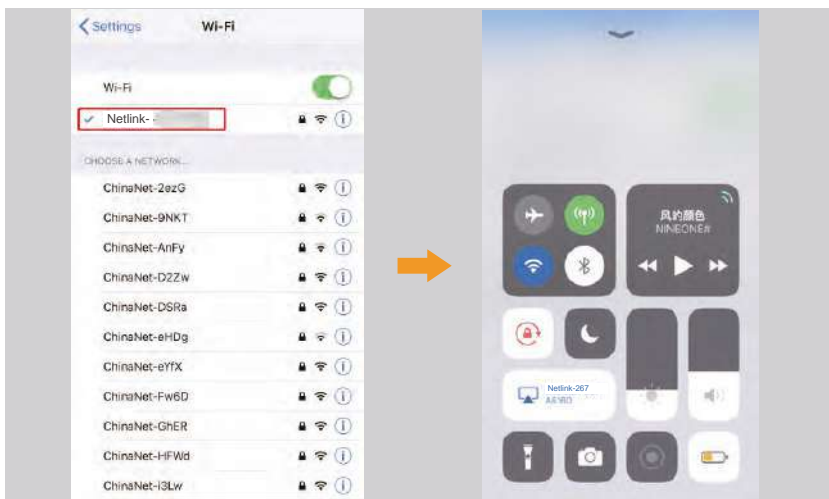 Settings
Wi-Fi
Wi-Fi
Netlink-
CHOOSE A NETWORK...
ChinaNet-2ezG
ChinaNet-9NKT
ChinaNet-AnFy
ChinaNet-D2Zw
ChinaNet-DSRa
ChinaNet-eHDg
ChinaNet-eYfX
ChinaNet-Fw6D
ChinaNet-GhER
ChinaNet-HFWd
ChinaNet-i3Lw
风的颜色
NINEONE#
Netlink-267